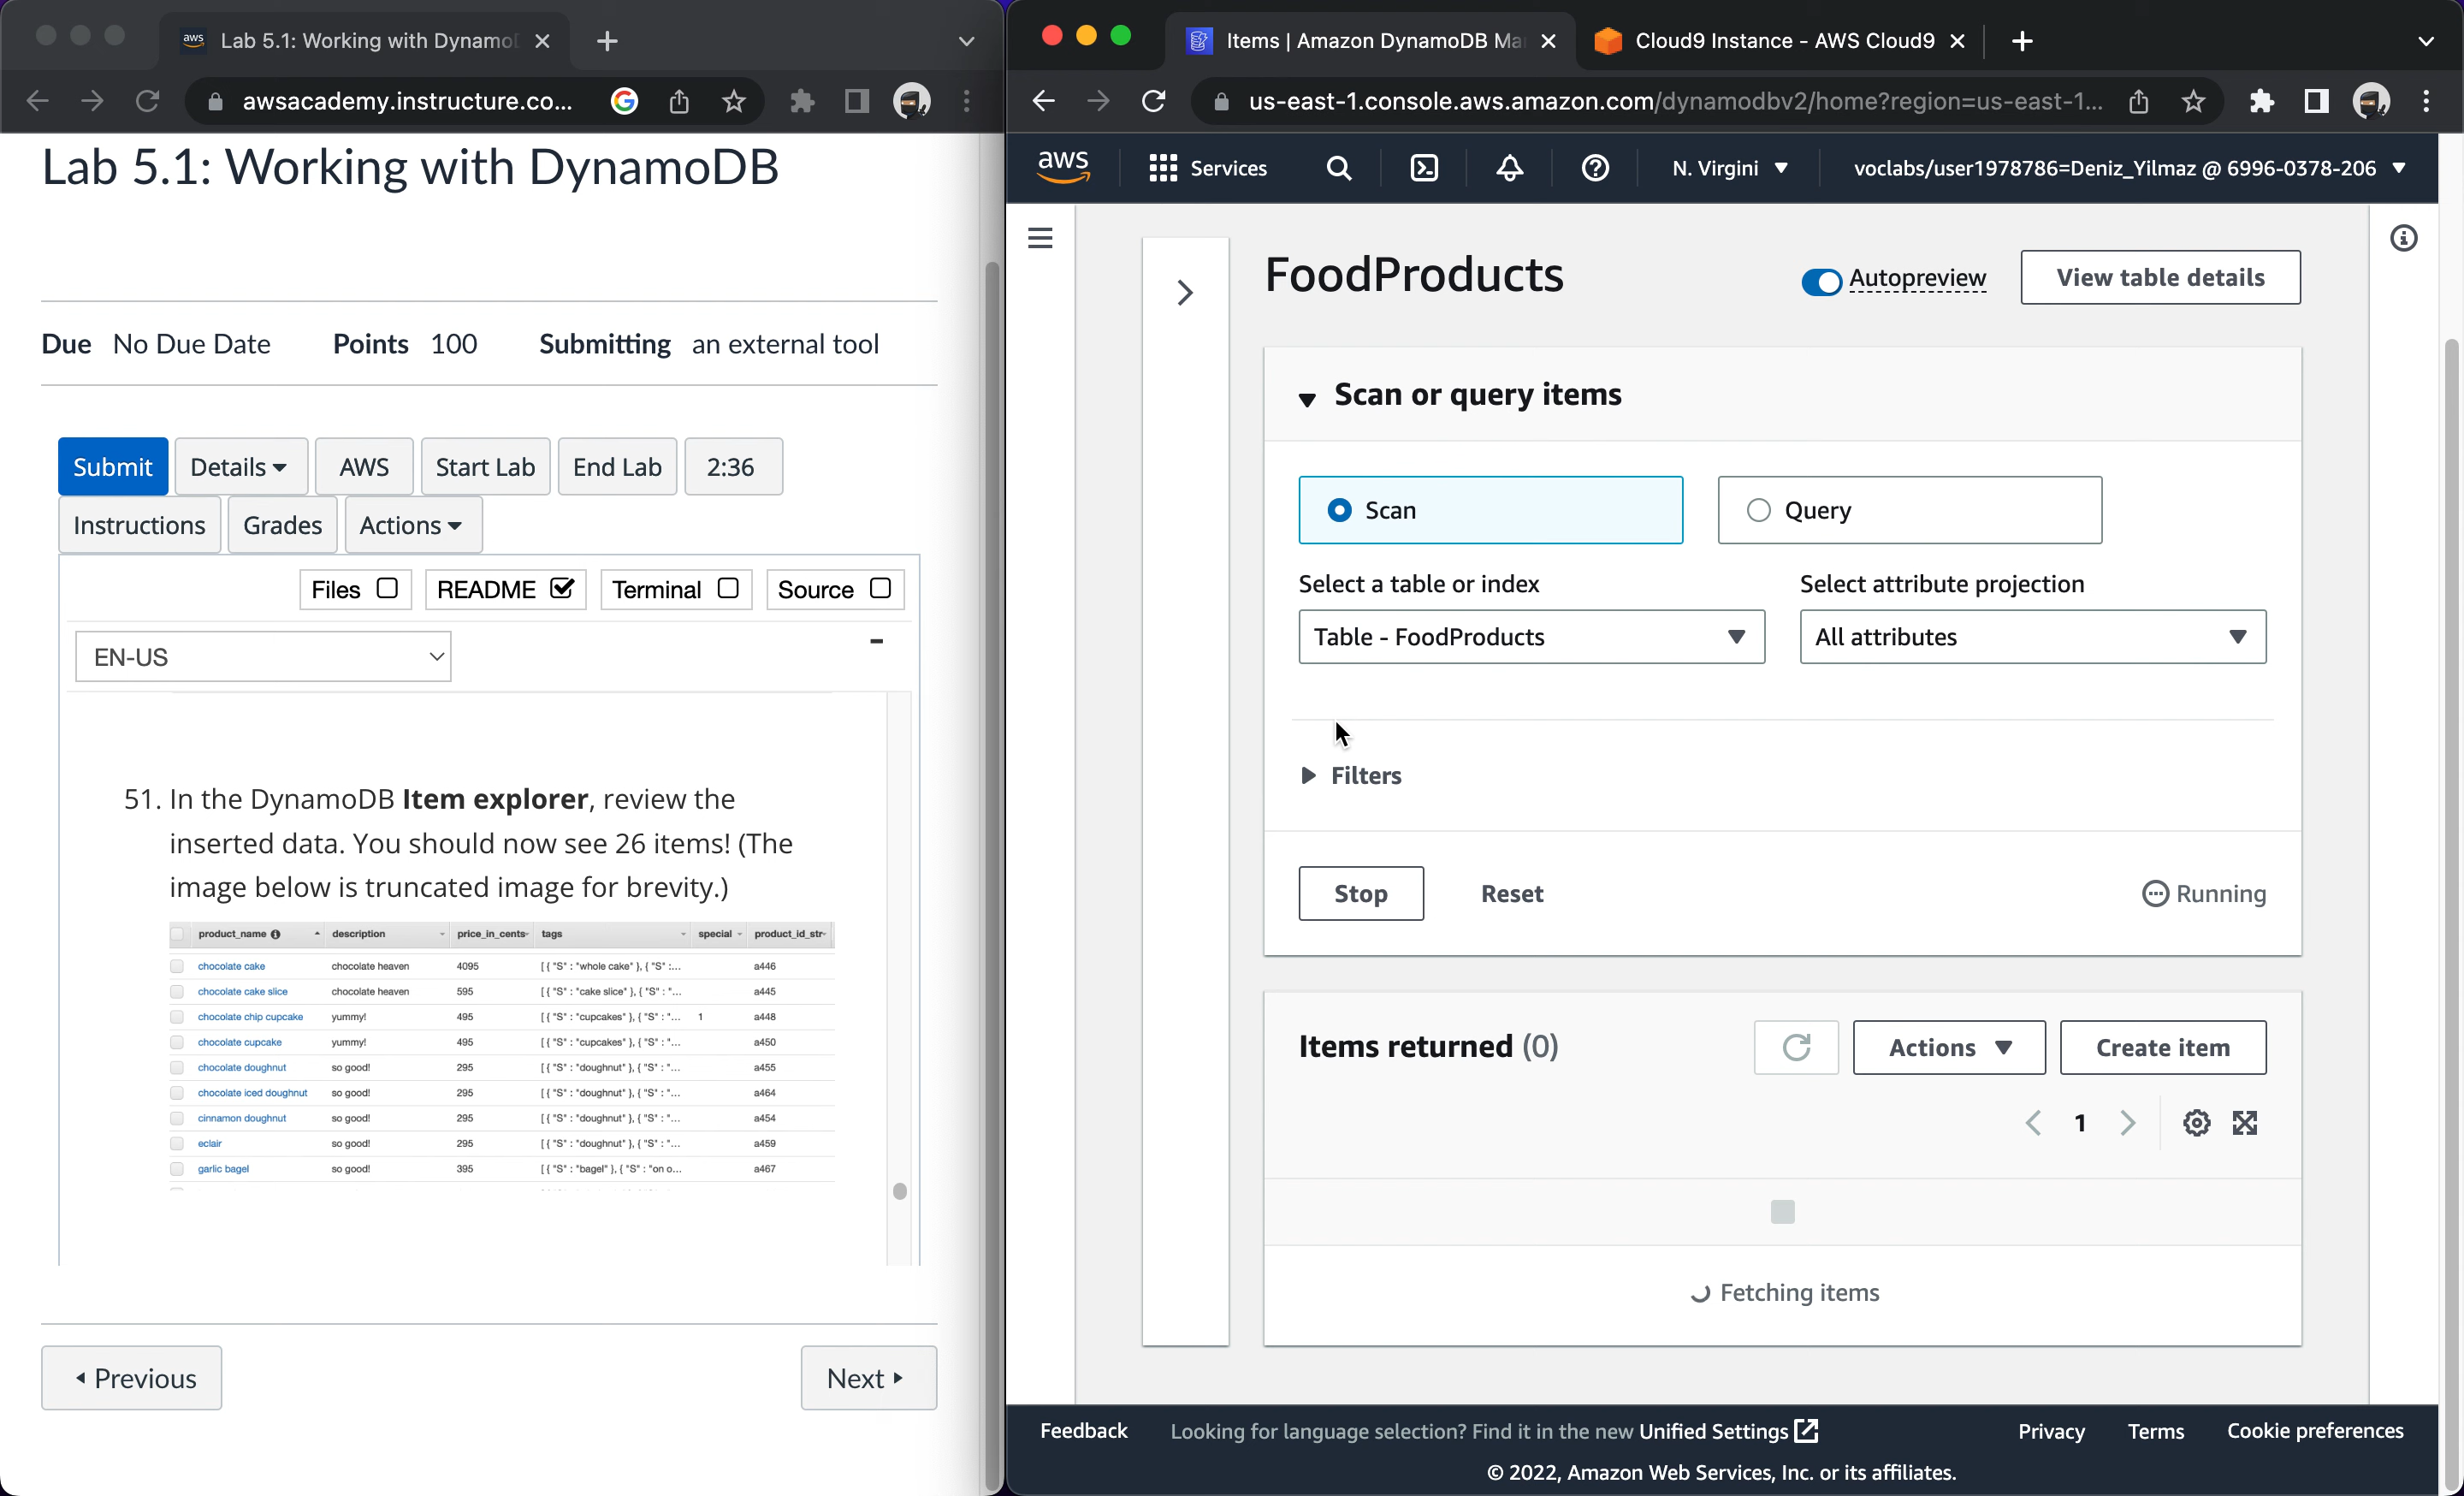 aws Lab 5.1: Working with Dynamo
awsacademy.instructure.co...
Lab 5.1: Working with DynamoDB
Due No Due Date Points 100 Submitting an external tool
Submit Details AWS Start Lab End Lab 2:36
Instructions Grades Actions
Files README Terminal Source
EN-US
51. In the DynamoDB Item explorer, review the
inserted data. You should now see 26 items! (The
image below is truncated image for brevity.)
product_name description price_in_cents tags special product_id_str
chocolate cake chocolate heaven 4095 [ { "S" : "whole cake" }, { "S" :... a446
chocolate cake slice chocolate heaven 595 [ { "S" : "cake slice" }, { "S" : "... a445
chocolate chip cupcake yummy! 495 [ { "S" : "cupcakes" }, { "S" : "... 1 a448
chocolate cupcake yummy! 495 [ { "S" : "cupcakes" }, { "S" : "... a450
chocolate doughnut so good! 295 [ { "S" : "doughnut" }, { "S" : "... a455
chocolate iced doughnut so good! 295 [ { "S" : "doughnut" }, { "S" : "... a464
cinnamon doughnut so good! 295 [ { "S" : "doughnut" }, { "S" : "... a454
eclair so good! 295 [ { "S" : "doughnut" }, { "S" : "... a459
garlic bagel so good! 395 [ { "S" : "bagel" }, { "S" : "on o... a467
Previous Next
Items | Amazon DynamoDB Ma Cloud9 Instance - AWS Cloud9
us-east-1.console.aws.amazon.com/dynamodbv2/home?region=us-east-1...
aws Services N. Virgini voclabs/user1978786=Deniz_Yilmaz @ 6996-0378-206
FoodProducts Autopreview View table details
Scan or query items
Scan Query
Select a table or index Select attribute projection
Table - FoodProducts All attributes
Filters
Stop Reset Running
Items returned (0) Actions Create item
1
Fetching items
Feedback Looking for language selection? Find it in the new Unified Settings Privacy Terms Cookie preferences
© 2022, Amazon Web Services, Inc. or its affiliates.